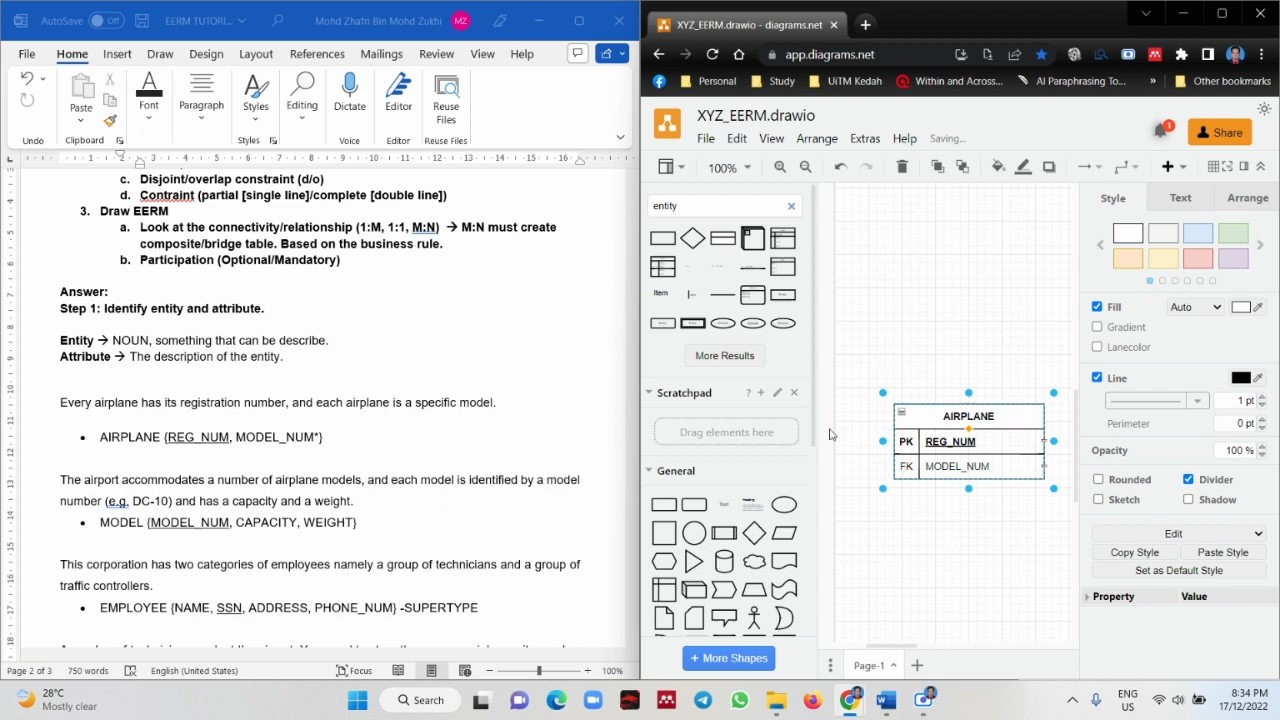 AutoSave Off EERM TUTORI... Mohd Zhafri Bin Mohd Zukhi MZ
File Home Insert Draw Design Layout References Mailings Review View Help
Paste Font Paragraph Styles Editing Dictate Editor Reuse Files
Undo Clipboard Styles Voice Editor Reuse Files
c. Disjoint/overlap constraint (d/o)
d. Contraint (partial [single line]/complete [double line])
3. Draw EERM
a. Look at the connectivity/relationship (1:M, 1:1, M:N) → M:N must create
composite/bridge table. Based on the business rule.
b. Participation (Optional/Mandatory)
Answer:
Step 1: Identify entity and attribute.
Entity → NOUN, something that can be describe.
Attribute → The description of the entity.
Every airplane has its registration number, and each airplane is a specific model.
• AIRPLANE {REG_NUM, MODEL_NUM*}
The airport accommodates a number of airplane models, and each model is identified by a model
number (e.g. DC-10) and has a capacity and a weight.
• MODEL {MODEL_NUM, CAPACITY, WEIGHT}
This corporation has two categories of employees namely a group of technicians and a group of
traffic controllers.
• EMPLOYEE {NAME, SSN, ADDRESS, PHONE_NUM} -SUPERTYPE
Page 2 of 3 750 words English (United States) Focus 100%
XYZ_EERM.drawio - diagrams.net
app.diagrams.net
Personal Study UiTM Kedah Within and Across... AI Paraphrasing To... » Other bookmarks
XYZ_EERM.drawio
File Edit View Arrange Extras Help Saving... 1 Share
100%
entity
Item
More Results
Scratchpad
Drag elements here
General
Text
+ More Shapes
AIRPLANE
PK REG_NUM
FK MODEL_NUM
Page-1
Style Text Arrange
Fill Auto
Gradient
Lanecolor
Line
1 pt
Perimeter 0 pt
Opacity 100 %
Rounded Divider
Sketch Shadow
Edit
Copy Style Paste Style
Set as Default Style
Property Value
28°C
Mostly clear
Search
ENG
US
8:34 PM
17/12/2022